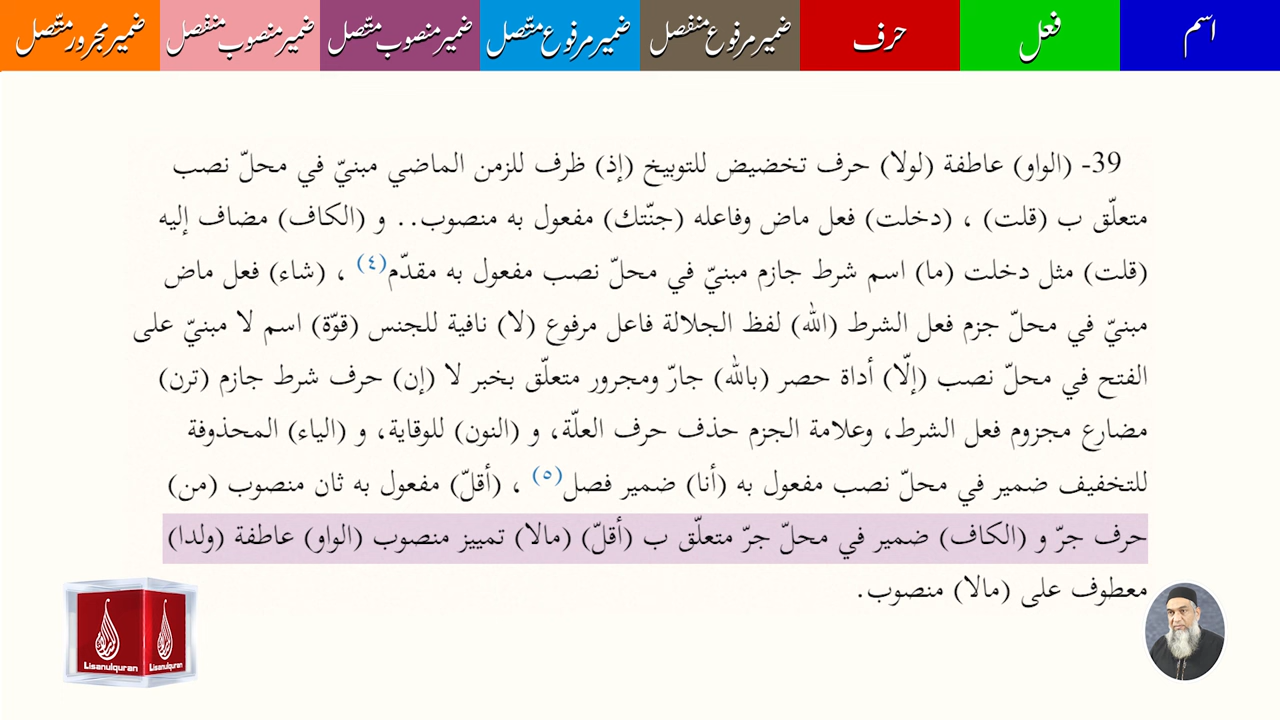 اسم
فعل
حرف
ضمیر مرفوع منفصل
ضمیر مرفوع متّصل
ضمیر منصوب متّصل
ضمیر منصوب منفصل
ضمیر مجرور متّصل
39- (الواو) عاطفة (لولا) حرف تخضيض للتوبيخ (إذ) ظرف للزمن الماضي مبنيّ في محلّ نصب
متعلّق ب (قلت) ، (دخلت) فعل ماض وفاعله (جنّتك) مفعول به منصوب.. و (الكاف) مضاف إليه
(قلت) مثل دخلت (ما) اسم شرط جازم مبنيّ في محلّ نصب مفعول به مقدّم(٤) ، (شاء) فعل ماض
مبنيّ في محلّ جزم فعل الشرط (الله) لفظ الجلالة فاعل مرفوع (لا) نافية للجنس (قوّة) اسم لا مبنيّ على
الفتح في محلّ نصب (إلّا) أداة حصر (بالله) جارّ ومجرور متعلّق بخبر لا (إن) حرف شرط جازم (ترن)
مضارع مجزوم فعل الشرط، وعلامة الجزم حذف حرف العلّة، و (النون) للوقاية، و (الياء) المحذوفة
للتخفيف ضمير في محلّ نصب مفعول به (أنا) ضمير فصل(٥) ، (أقلّ) مفعول به ثان منصوب (من)
حرف جرّ و (الكاف) ضمير في محلّ جرّ متعلّق ب (أقلّ) (مالا) تمييز منصوب (الواو) عاطفة (ولدا)
معطوف على (مالا) منصوب.
Lisanulquran
Lisanulquran